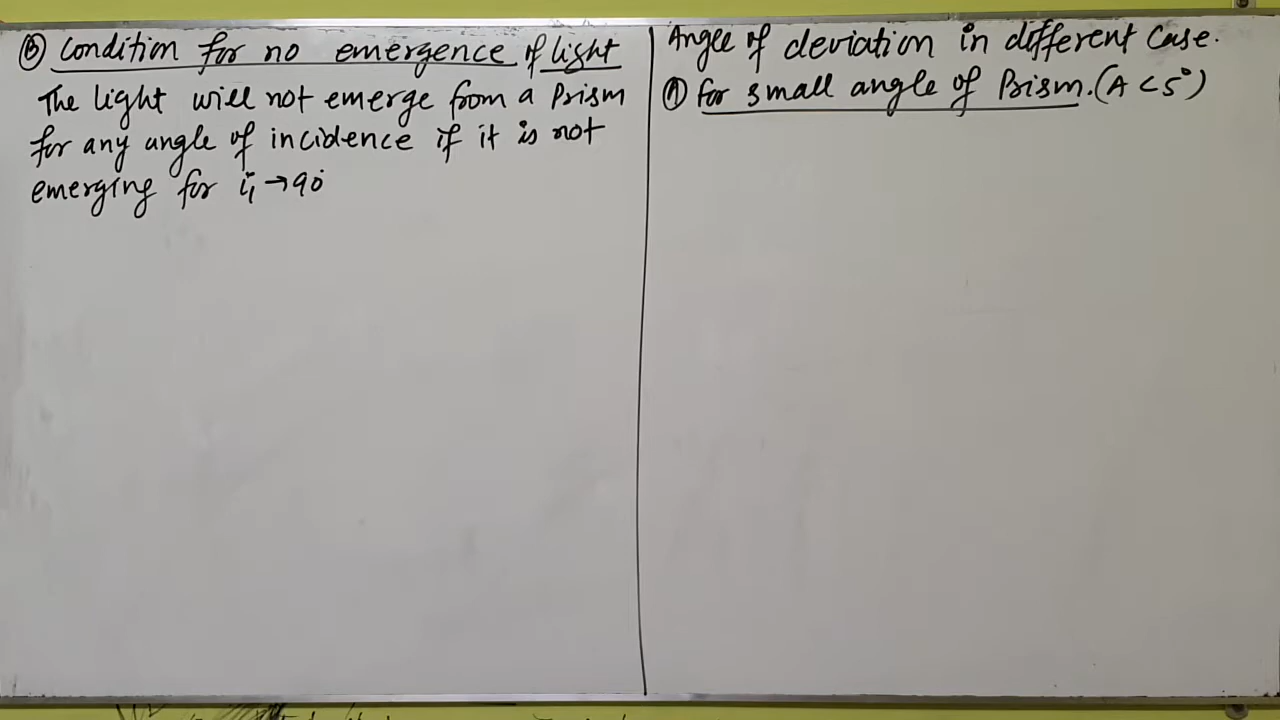 Ⓑ Condition for no emergence of light
The light will not emerge from a Prism
for any angle of incidence if it is not
emerging for i₁ → 90°
Angle of deviation in different case.
Ⓐ for small angle of Prism. (A < 5°)